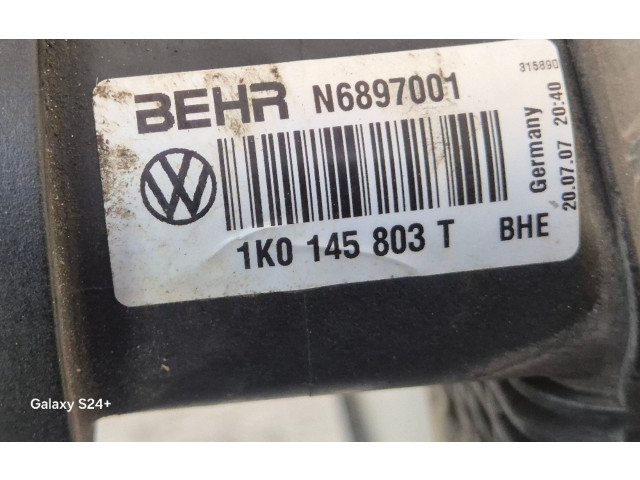 BEHR N6897001
315890
Germany
20.07.07 20:40
1K0 145 803 T BHE
Galaxy S24+